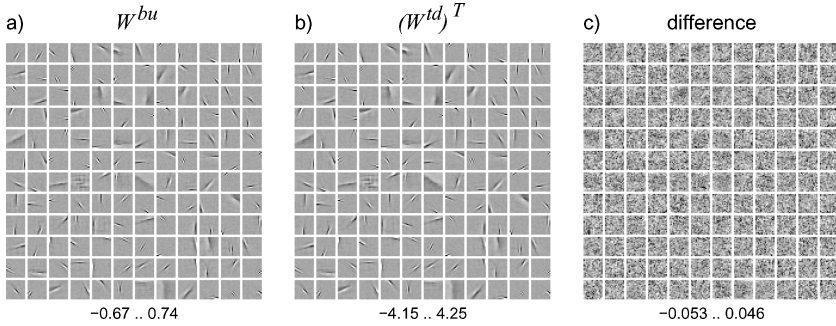 a) W^bu
b) (W^td)^T
c) difference
−0.67 .. 0.74
−4.15 .. 4.25
−0.053 .. 0.046